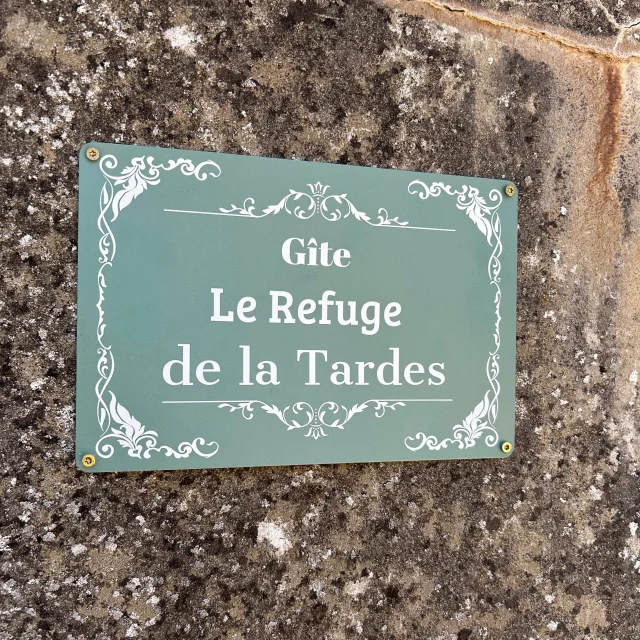 Gîte
Le Refuge
de la Tardes